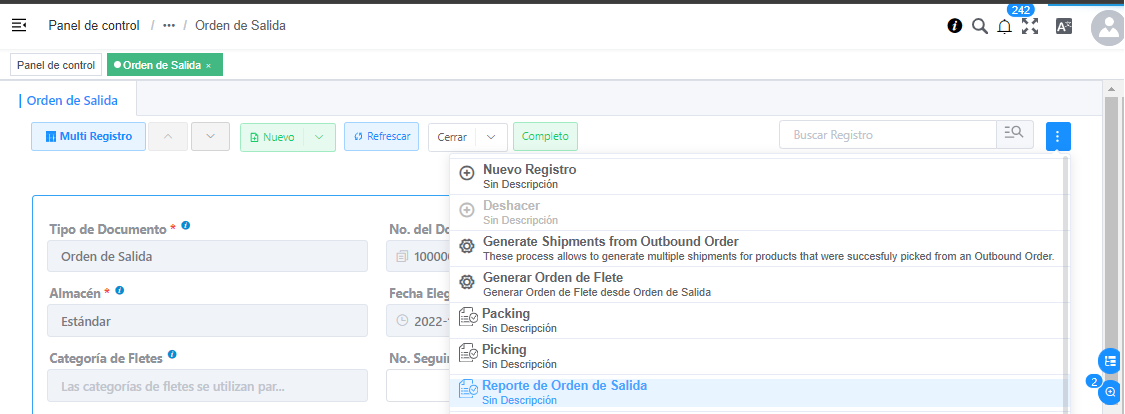 242
Panel de control / ••• / Orden de Salida
Panel de control
Orden de Salida ×
Orden de Salida
Multi Registro
Nuevo
Refrescar
Cerrar
Completo
Buscar Registro
Nuevo Registro
Sin Descripción
Deshacer
Sin Descripción
Generate Shipments from Outbound Order
These process allows to generate multiple shipments for products that were succesfuly picked from an Outbound Order.
Generar Orden de Flete
Generar Orden de Flete desde Orden de Salida
Packing
Sin Descripción
Picking
Sin Descripción
Reporte de Orden de Salida
Sin Descripción
Tipo de Documento *
Orden de Salida
No. del Do
10000
Almacén *
Estándar
Fecha Eleg
2022-
Categoría de Fletes
Las categorías de fletes se utilizan par...
No. Segui
2